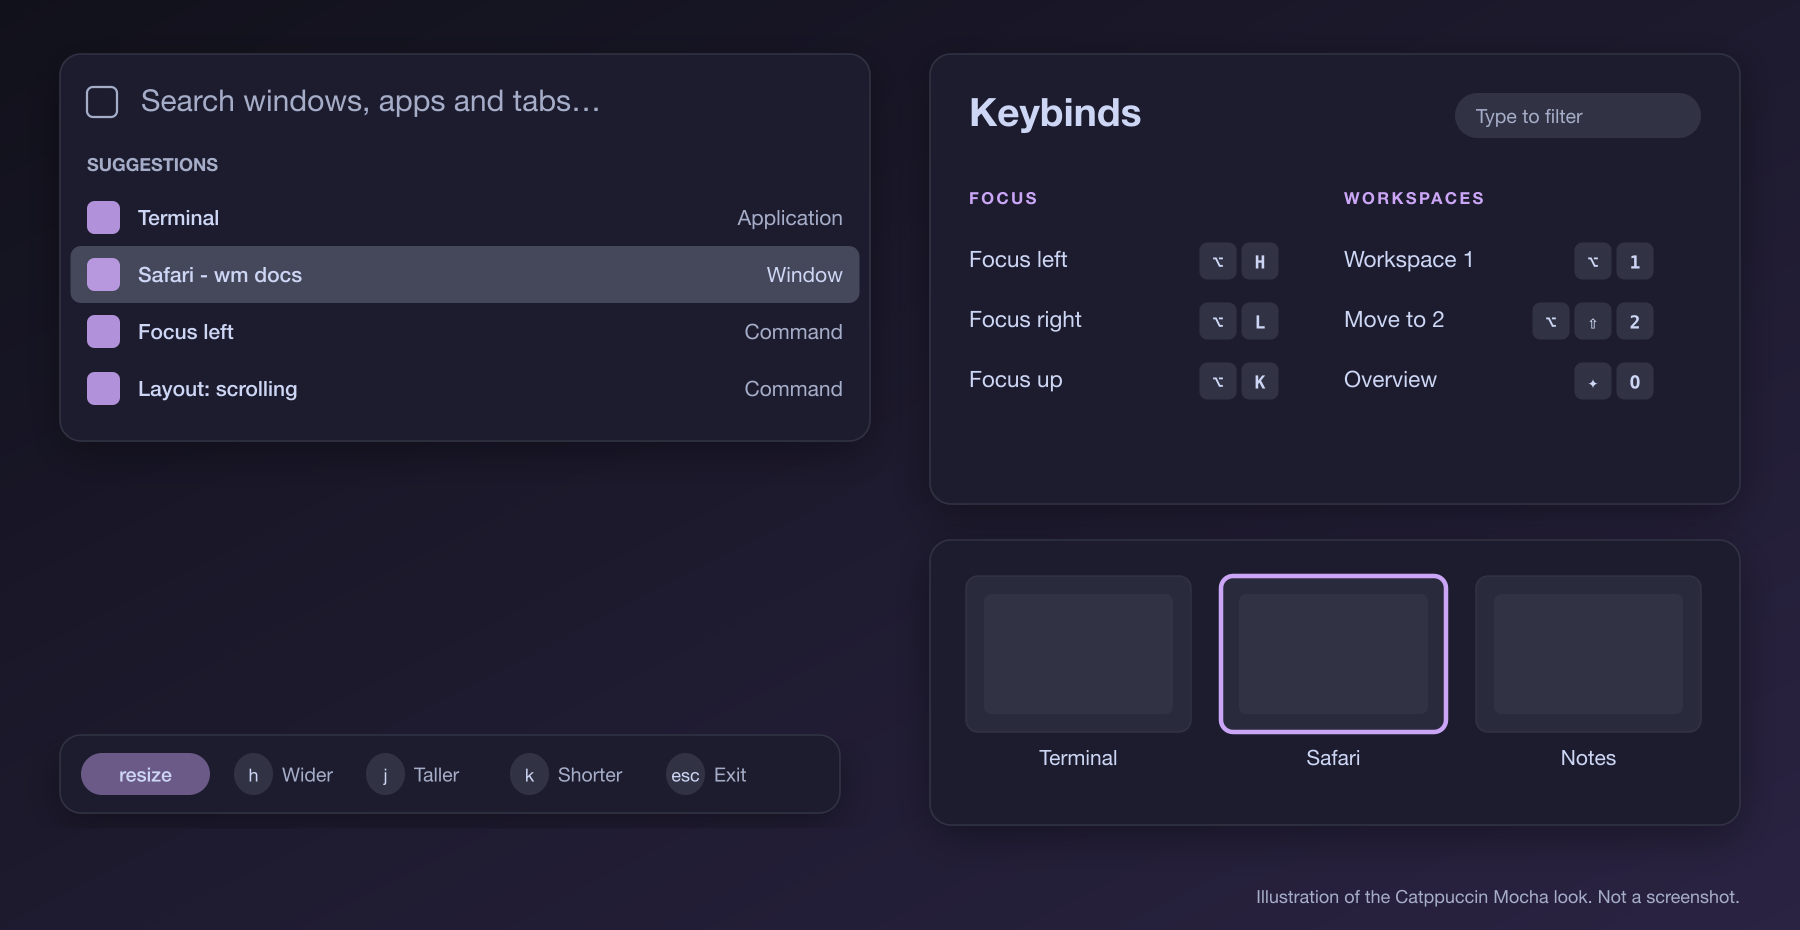 Search windows, apps and tabs…
SUGGESTIONS
Terminal Application
Safari - wm docs Window
Focus left Command
Layout: scrolling Command
resize h Wider j Taller k Shorter esc Exit
Keybinds Type to filter
FOCUS WORKSPACES
Focus left ⌥ H Workspace 1 ⌥ 1
Focus right ⌥ L Move to 2 ⌥ ⇧ 2
Focus up ⌥ K Overview ✦ O
Terminal Safari Notes
Illustration of the Catppuccin Mocha look. Not a screenshot.